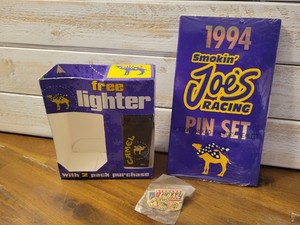 free
lighter
CAMEL
with 2 pack purchase
1994
Smokin'
Joe's
RACING
PIN SET